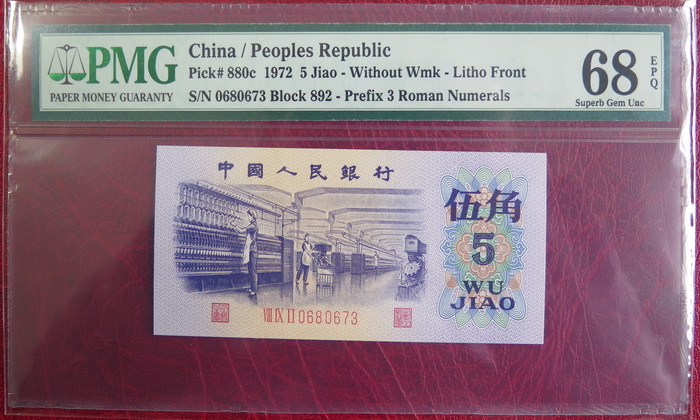 PMG
PAPER MONEY GUARANTY
China / Peoples Republic
Pick# 880c 1972 5 Jiao - Without Wmk - Litho Front
S/N 0680673 Block 892 - Prefix 3 Roman Numerals
68 EPQ
Superb Gem Unc
中國人民銀行
伍角
5
WU
JIAO
VIII IX II 0680673